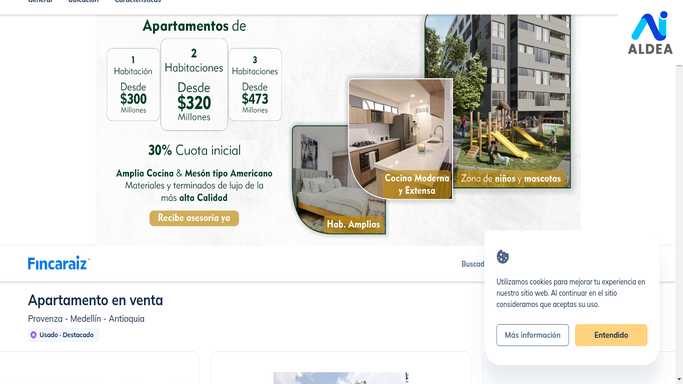 General Ubicación Características
Apartamentos de
1
Habitación
Desde
$300
Millones
2
Habitaciones
Desde
$320
Millones
3
Habitaciones
Desde
$473
Millones
30% Cuota inicial
Amplia Cocina & Mesón tipo Americano
Materiales y terminados de lujo de la
más alta Calidad
Recibe asesoría ya
Hab. Amplias
Cocina Moderna
y Extensa
Zona de niños y mascotas
ALDEA
Fincaraiz
Buscad
Apartamento en venta
Provenza - Medellín - Antioquia
Usado · Destacado
Utilizamos cookies para mejorar tu experiencia en
nuestro sitio web. Al continuar en el sitio
consideramos que aceptas su uso.
Más información
Entendido